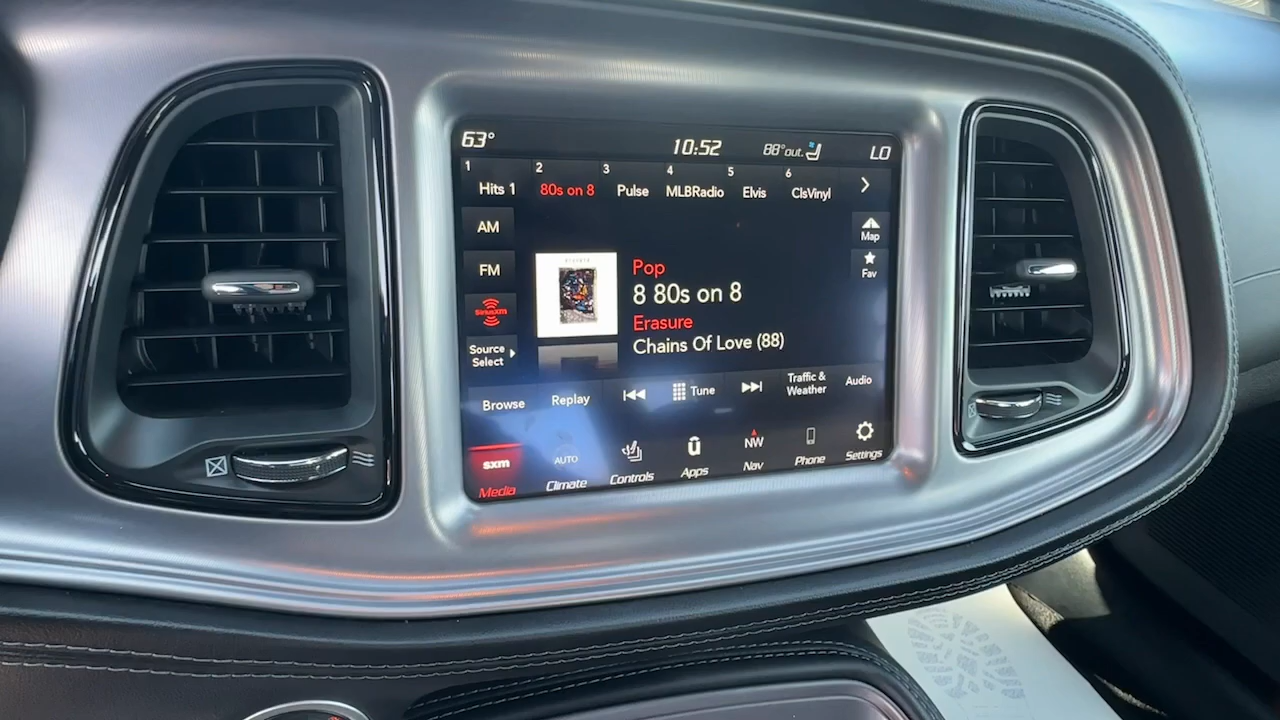 63° 10:52 88°out. LO
1 2 3 4 5 6
Hits 1 80s on 8 Pulse MLBRadio Elvis ClsVinyl
AM
Map
FM
Fav
SiriusXM
Source
Select
Pop
8 80s on 8
Erasure
Chains Of Love (88)
Browse Replay Tune Traffic & Weather Audio
sxm AUTO NW
Media Climate Controls Apps Nav Phone Settings